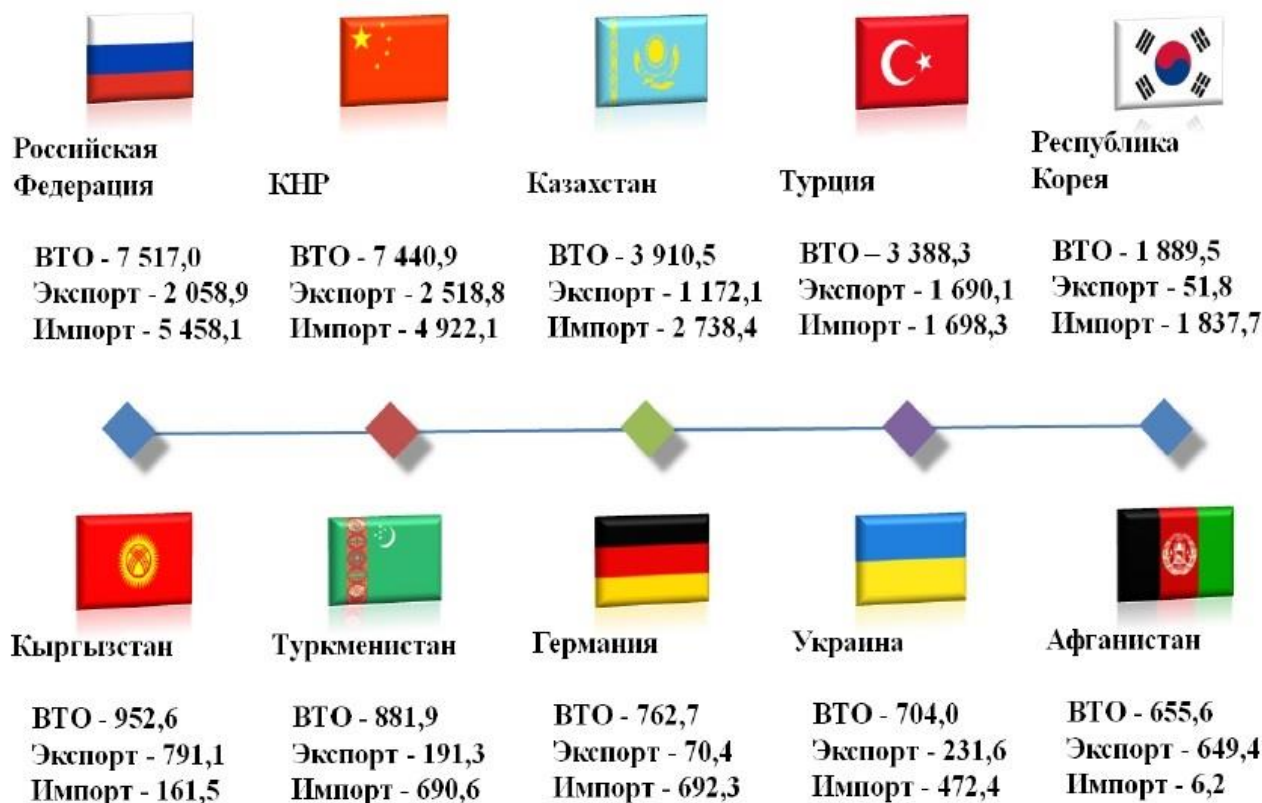 Российская
Федерация
ВТО - 7 517,0
Экспорт - 2 058,9
Импорт - 5 458,1
КНР
ВТО - 7 440,9
Экспорт - 2 518,8
Импорт - 4 922,1
Казахстан
ВТО - 3 910,5
Экспорт - 1 172,1
Импорт - 2 738,4
Турция
ВТО – 3 388,3
Экспорт - 1 690,1
Импорт - 1 698,3
Республика
Корея
ВТО - 1 889,5
Экспорт - 51,8
Импорт - 1 837,7
Кыргызстан
ВТО - 952,6
Экспорт - 791,1
Импорт - 161,5
Туркменистан
ВТО - 881,9
Экспорт - 191,3
Импорт - 690,6
Германия
ВТО - 762,7
Экспорт - 70,4
Импорт - 692,3
Украина
ВТО - 704,0
Экспорт - 231,6
Импорт - 472,4
Афганистан
ВТО - 655,6
Экспорт - 649,4
Импорт - 6,2